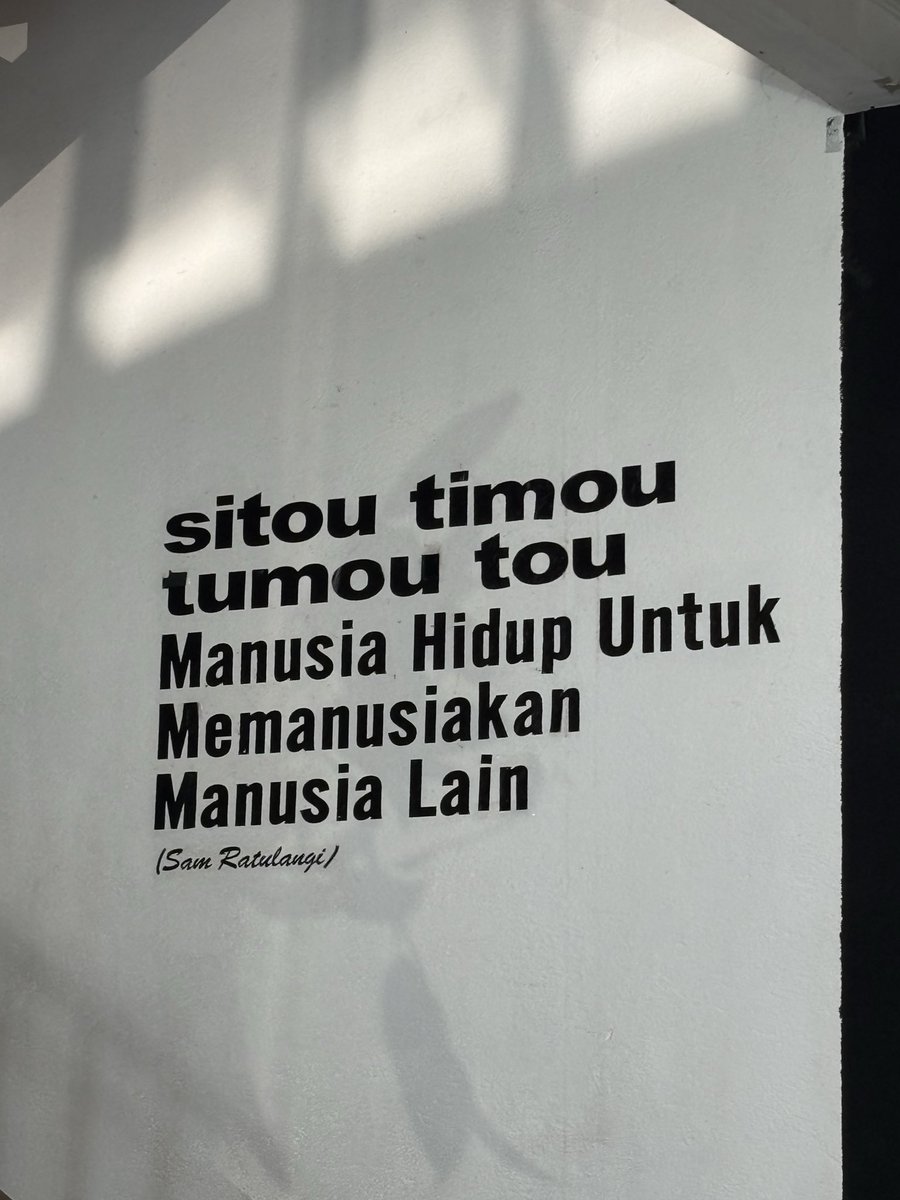 sitou timou
tumou tou
Manusia Hidup Untuk
Memanusiakan
Manusia Lain
(Sam Ratulangi)